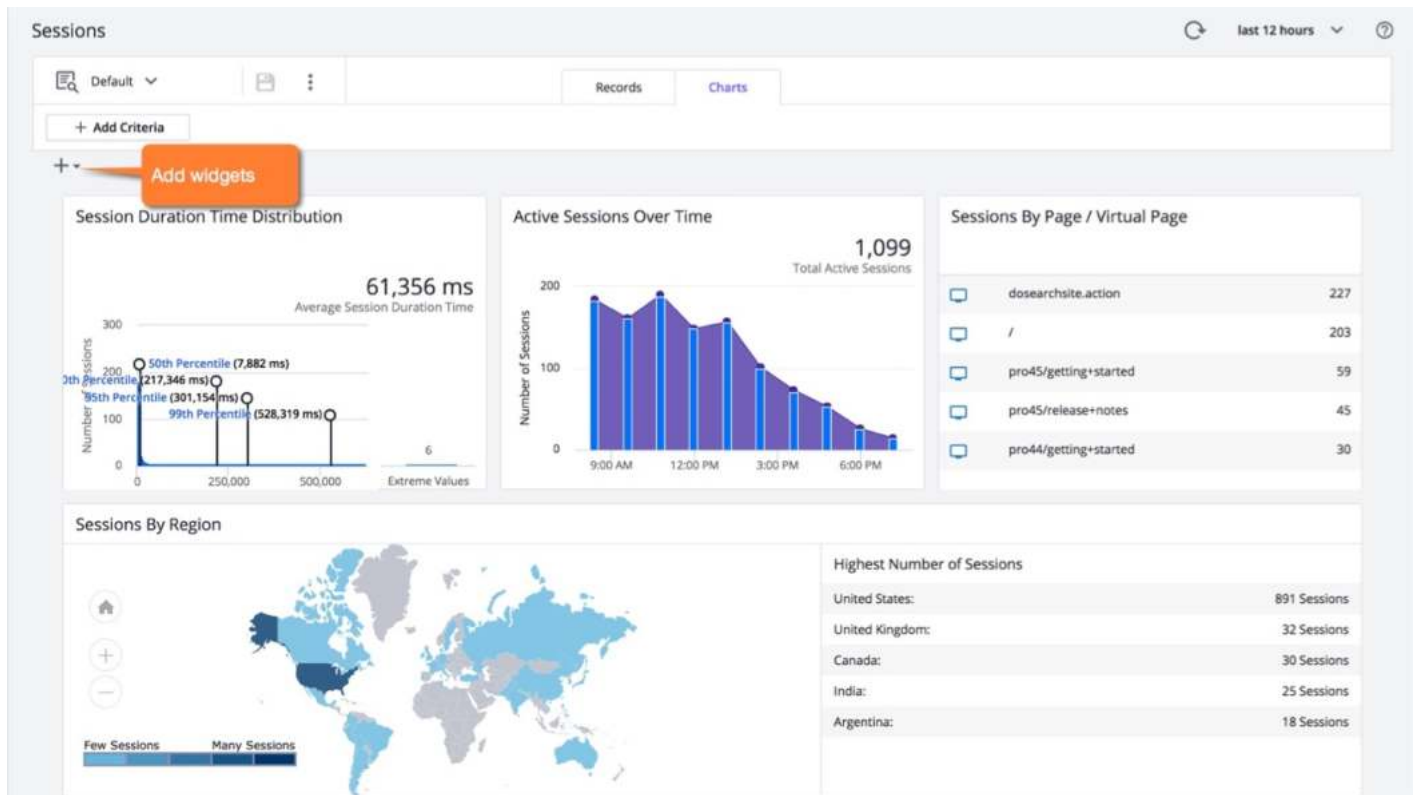 Sessions
last 12 hours
Default
Records
Charts
+ Add Criteria
Add widgets
Session Duration Time Distribution
61,356 ms
Average Session Duration Time
Number of Sessions
300
200
100
0
50th Percentile (7,882 ms)
0th Percentile (217,346 ms)
95th Percentile (301,154 ms)
99th Percentile (528,319 ms)
6
0
250,000
500,000
Extreme Values
Active Sessions Over Time
1,099
Total Active Sessions
Number of Sessions
200
100
0
9:00 AM
12:00 PM
3:00 PM
6:00 PM
Sessions By Page / Virtual Page
dosearchsite.action 227
/ 203
pro45/getting+started 59
pro45/release+notes 45
pro44/getting+started 30
Sessions By Region
Few Sessions
Many Sessions
Highest Number of Sessions
United States: 891 Sessions
United Kingdom: 32 Sessions
Canada: 30 Sessions
India: 25 Sessions
Argentina: 18 Sessions